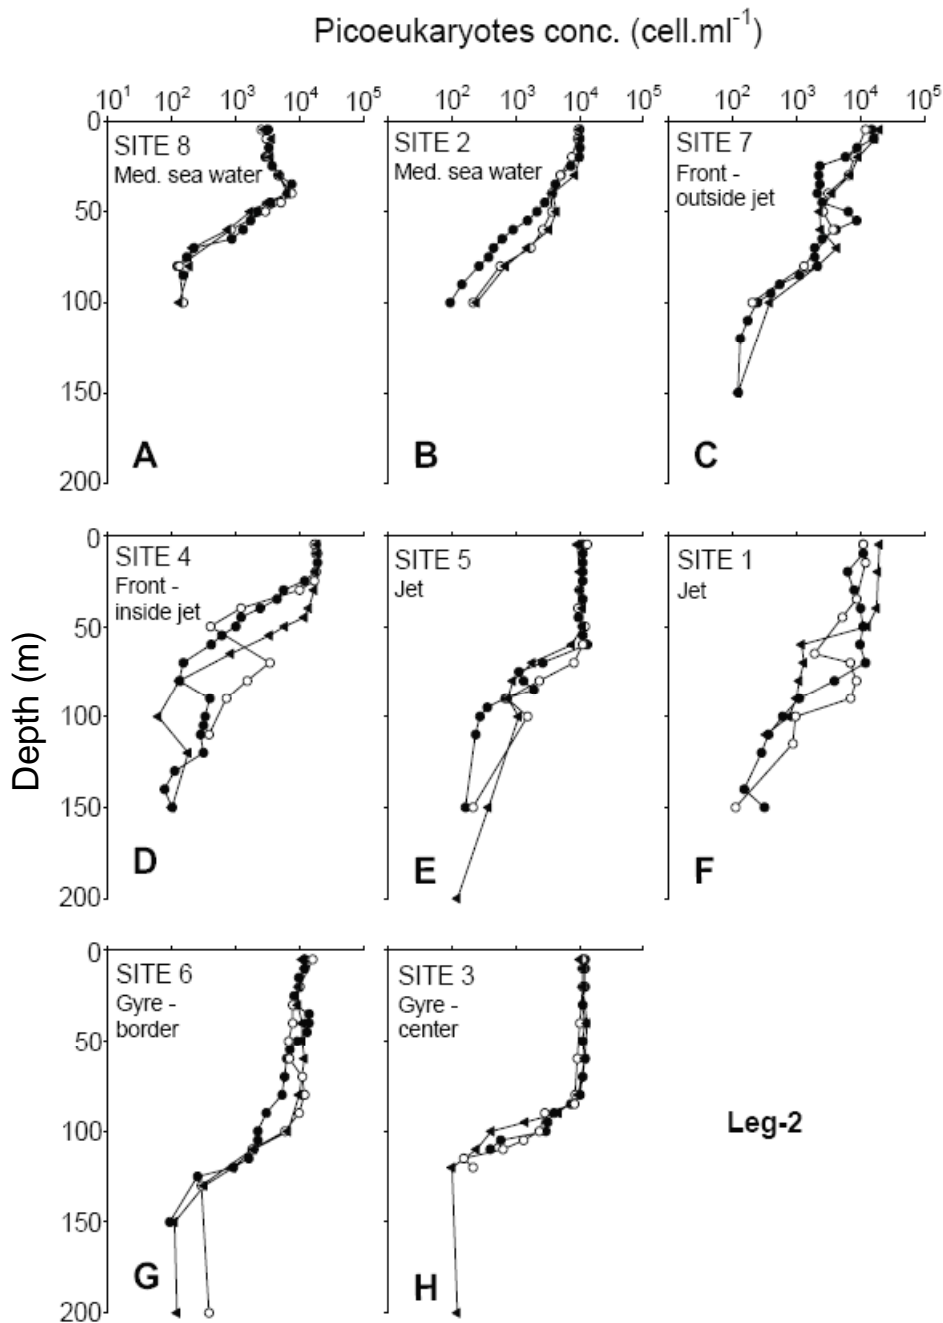 Picoeukaryotes conc. (cell.ml⁻¹)
10¹ 10² 10³ 10⁴ 10⁵
10² 10³ 10⁴
10² 10³ 10⁴ 10⁵
0
50
100
150
200
SITE 8
Med. sea water
A
SITE 2
Med. sea water
B
SITE 7
Front -
outside jet
C
Depth (m)
0
50
100
150
200
SITE 4
Front -
inside jet
D
SITE 5
Jet
E
SITE 1
Jet
F
0
50
100
150
200
SITE 6
Gyre -
border
G
SITE 3
Gyre -
center
H
Leg-2